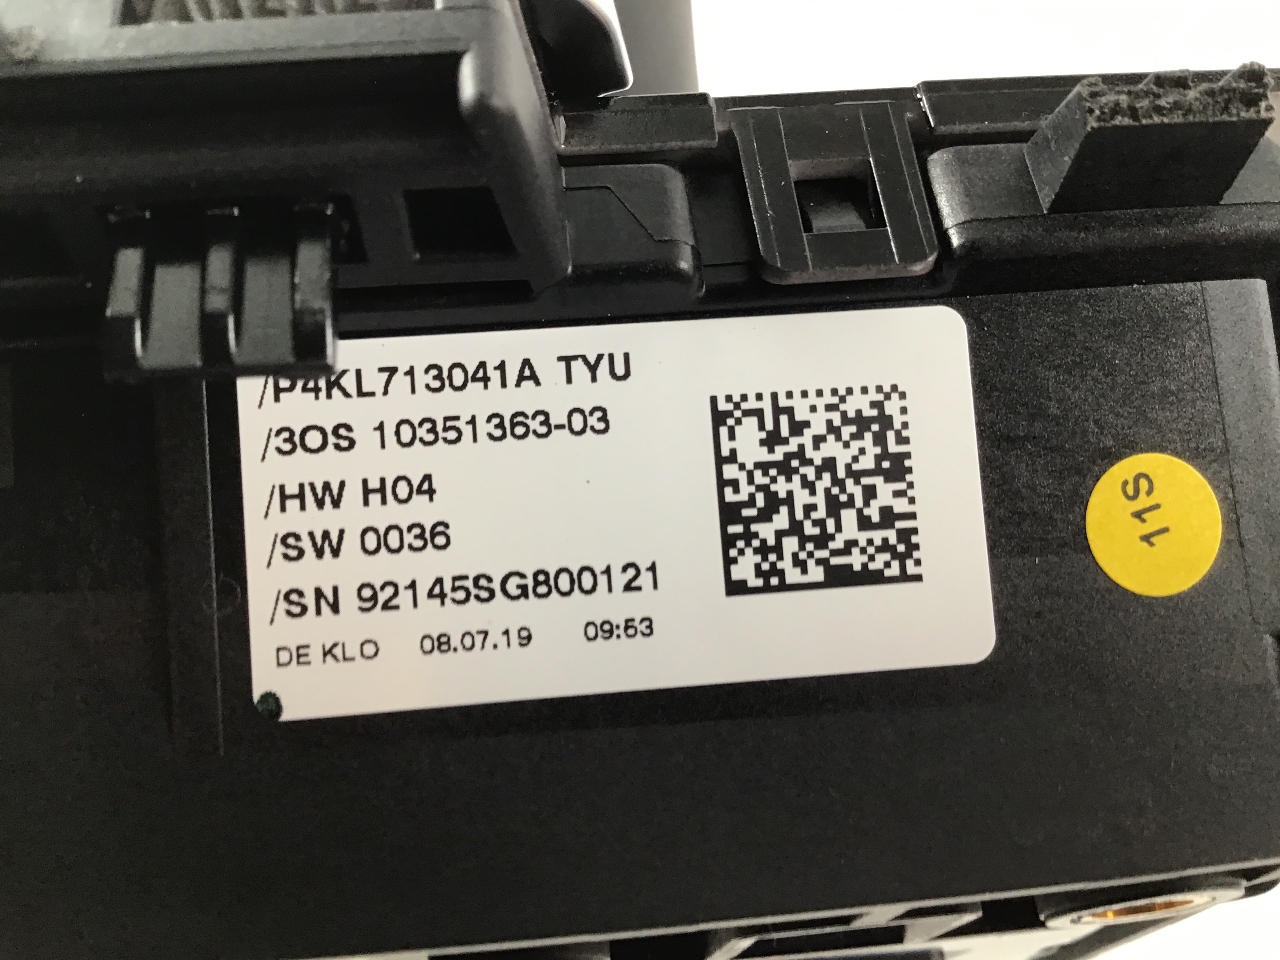 /P4KL713041A TYU
/3OS 10351363-03
/HW H04
/SW 0036
/SN 92145SG800121
DE KLO 08.07.19 09:53
11S